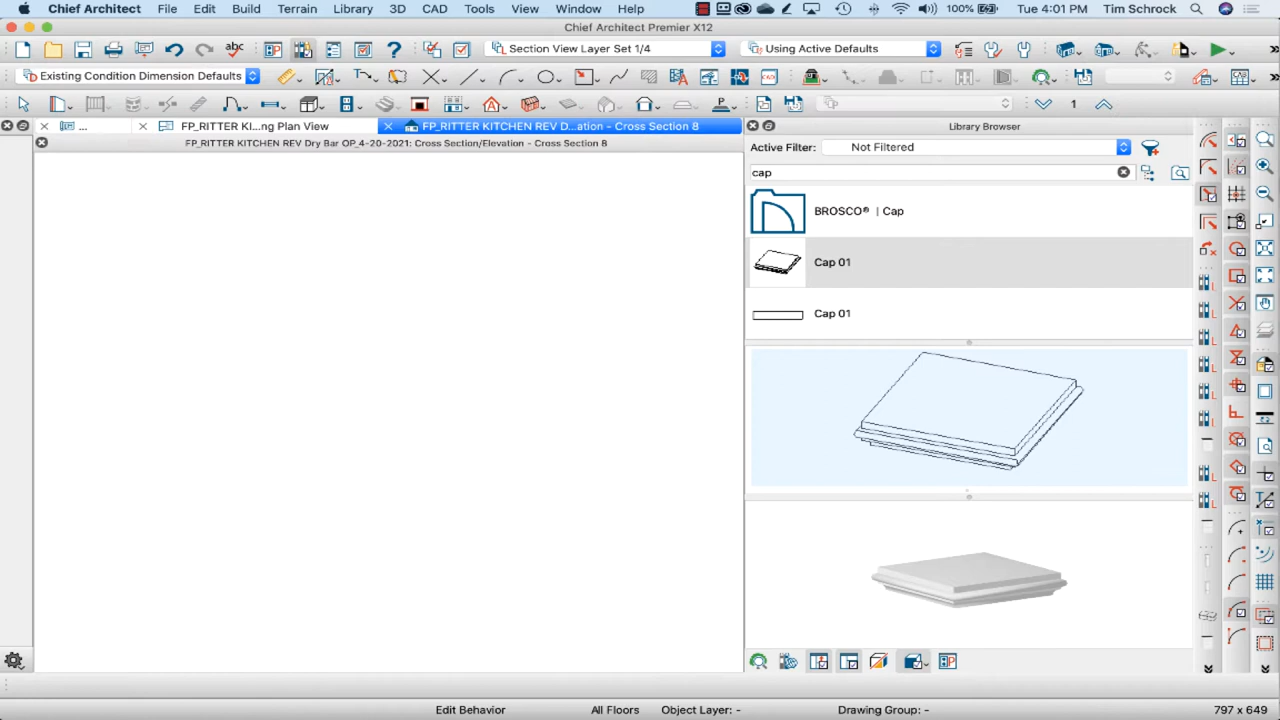 Chief Architect File Edit Build Terrain Library 3D CAD Tools View Window Help 100% Tue 4:01 PM Tim Schrock
Chief Architect Premier X12
abc ? Section View Layer Set 1/4 Using Active Defaults
Existing Condition Dimension Defaults
1
... FP_RITTER KI...ng Plan View FP_RITTER KITCHEN REV D...ation - Cross Section 8
FP_RITTER KITCHEN REV Dry Bar OP_4-20-2021: Cross Section/Elevation - Cross Section 8
Library Browser
Active Filter: Not Filtered
cap
BROSCO® | Cap
Cap 01
Cap 01
Edit Behavior All Floors Object Layer: - Drawing Group: - 797 x 649